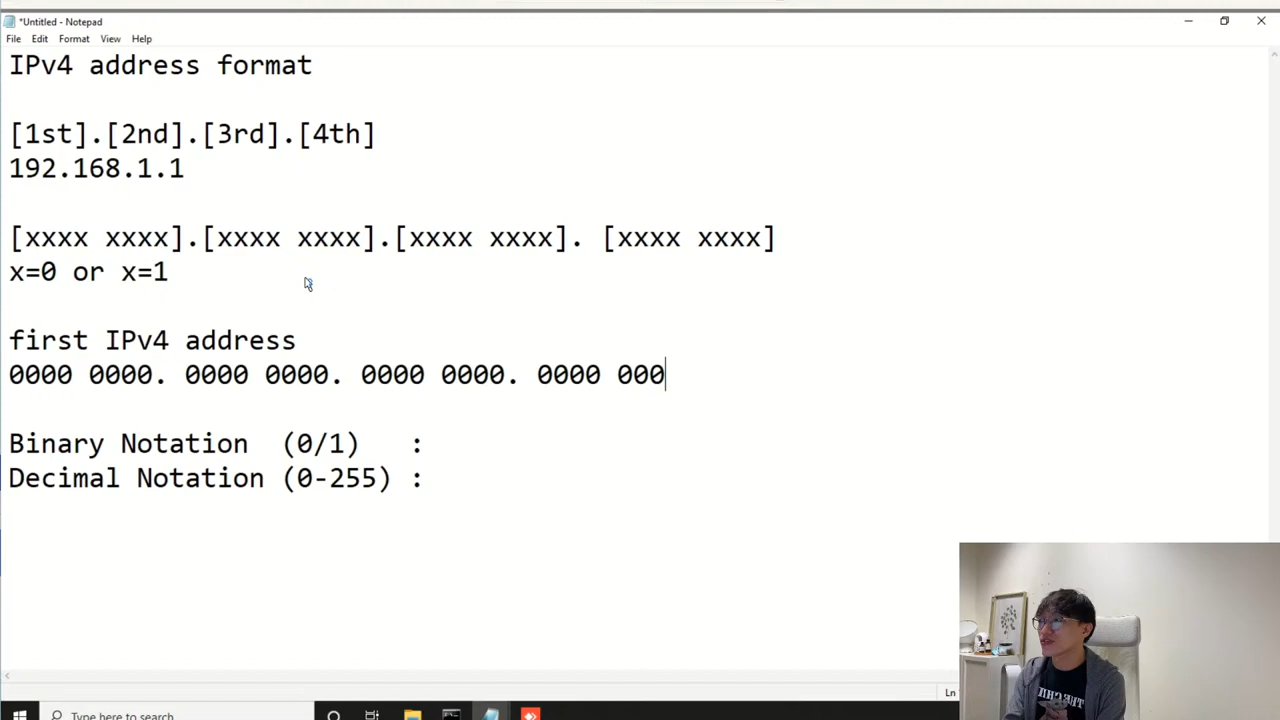 *Untitled - Notepad
File Edit Format View Help
IPv4 address format
[1st].[2nd].[3rd].[4th]
192.168.1.1
[xxxx xxxx].[xxxx xxxx].[xxxx xxxx]. [xxxx xxxx]
x=0 or x=1
first IPv4 address
0000 0000. 0000 0000. 0000 0000. 0000 000
Binary Notation (0/1) :
Decimal Notation (0-255) :
Ln
Type here to search